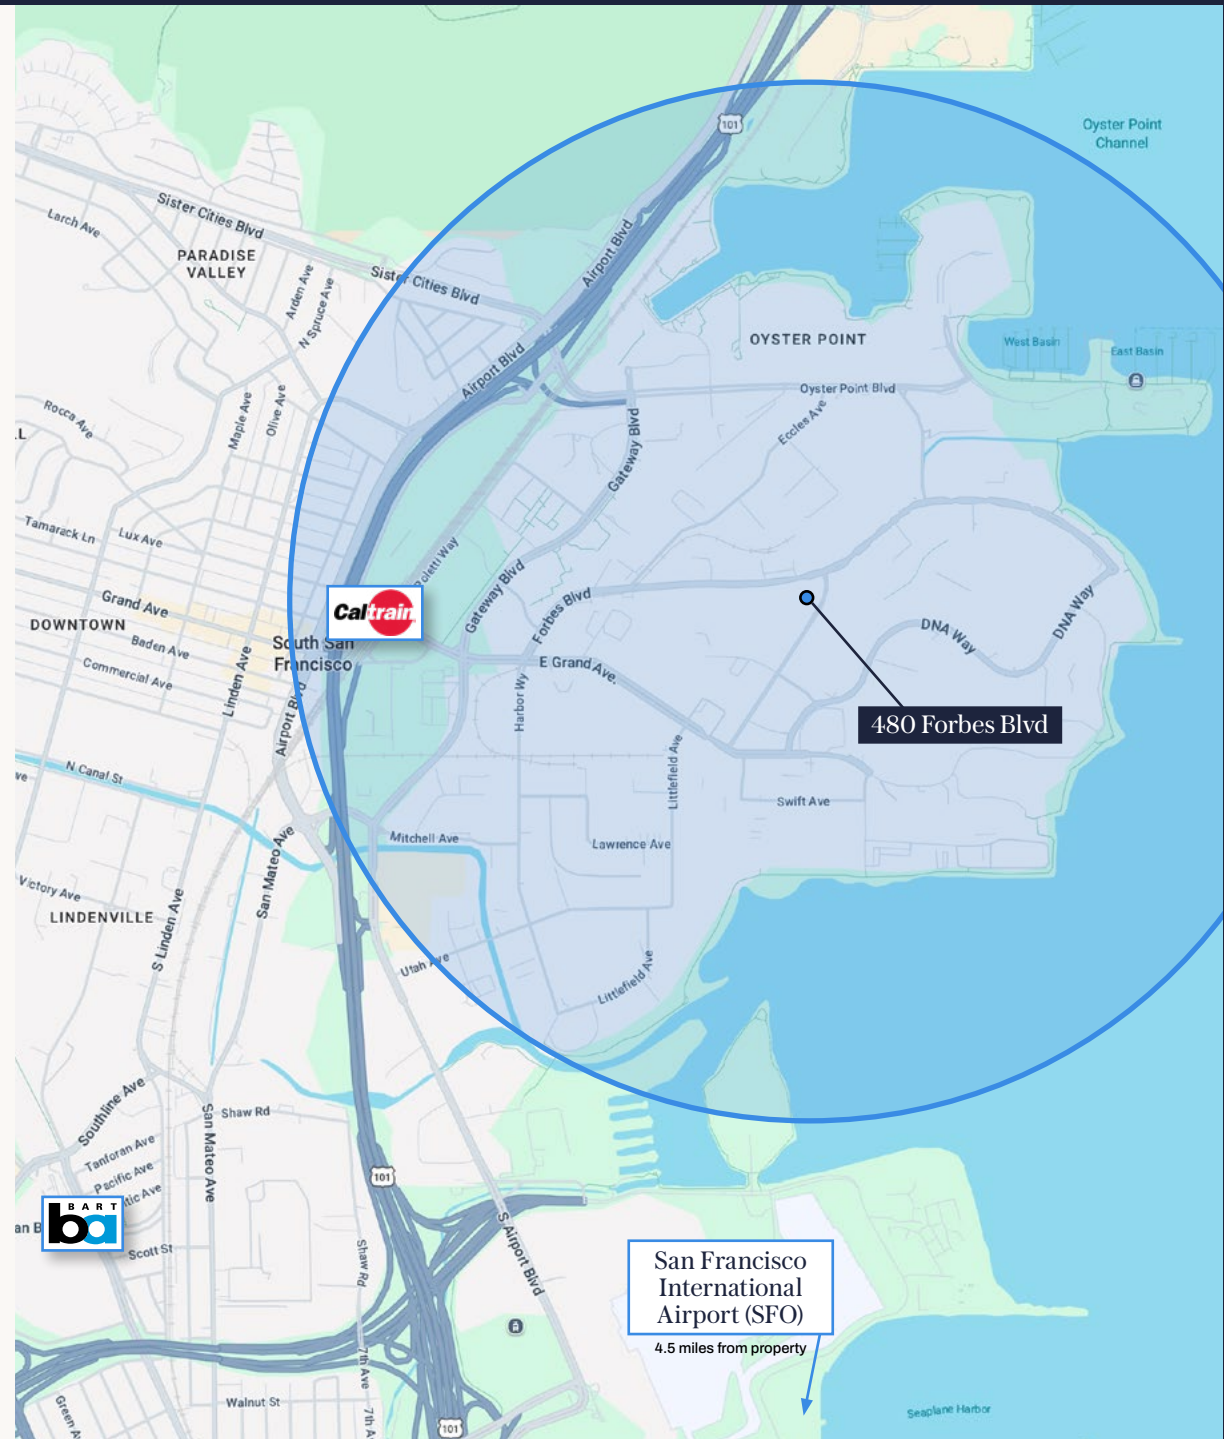 101
Oyster Point
Channel
Sister Cities Blvd
Larch Ave
PARADISE
VALLEY
Arden Ave
N Spruce Ave
Sister Cities Blvd
Airport Blvd
OYSTER POINT
West Basin
East Basin
Airport Blvd
Oyster Point Blvd
Eccles Ave
Gateway Blvd
Rocca Ave
Maple Ave
Olive Ave
Tamarack Ln
Lux Ave
Poletti Way
Gateway Blvd
Forbes Blvd
Caltrain
Grand Ave
DOWNTOWN
Baden Ave
Commercial Ave
Linden Ave
South San
Francisco
E Grand Ave.
DNA Way
DNA Way
480 Forbes Blvd
Airport Blvd
Harbor Wy
Littlefield Ave
N Canal St
Swift Ave
Mitchell Ave
Lawrence Ave
San Mateo Ave
Victory Ave
LINDENVILLE
S Linden Ave
Utah Ave
Littlefield Ave
Southline Ave
Shaw Rd
San Mateo Ave
Tanforan Ave
Pacific Ave
101
BART
ba
Scott St
Shaw Rd
S Airport Blvd
San Francisco
International
Airport (SFO)
4.5 miles from property
7th Ave
Walnut St
Green
7th A
101
Seaplane Harbor